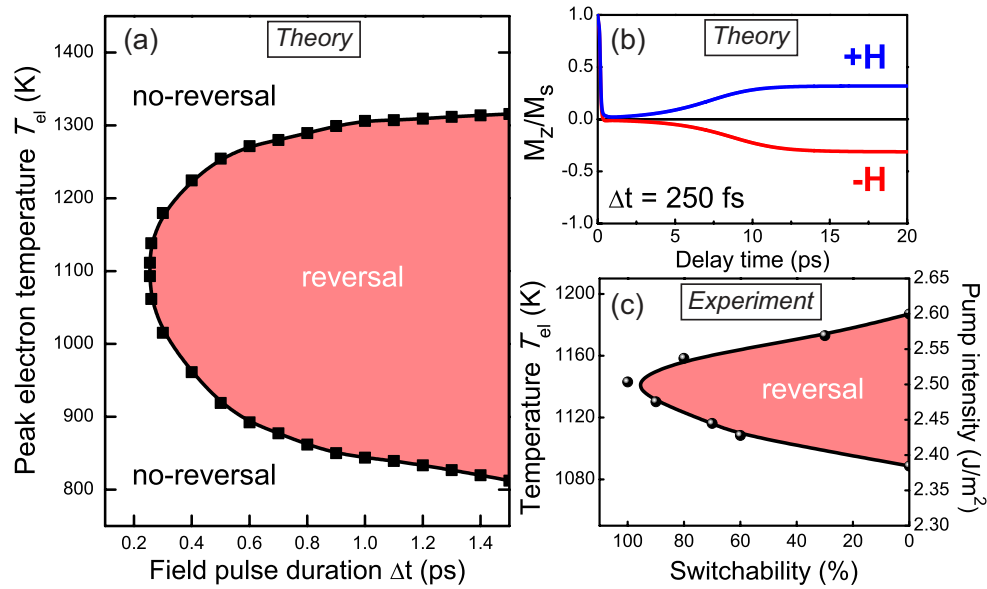 (a)
Theory
no-reversal
reversal
no-reversal
Peak electron temperature T_el (K)
1400
1300
1200
1100
1000
900
800
0.2 0.4 0.6 0.8 1.0 1.2 1.4
Field pulse duration Δt (ps)
(b)
Theory
+H
-H
Δt = 250 fs
M_Z/M_S
1.0
0.5
0.0
-0.5
-1.0
0 5 10 15 20
Delay time (ps)
(c)
Experiment
reversal
Temperature T_el (K)
1200
1160
1120
1080
Pump intensity (J/m²)
2.65
2.60
2.55
2.50
2.45
2.40
2.35
2.30
100 80 60 40 20 0
Switchability (%)